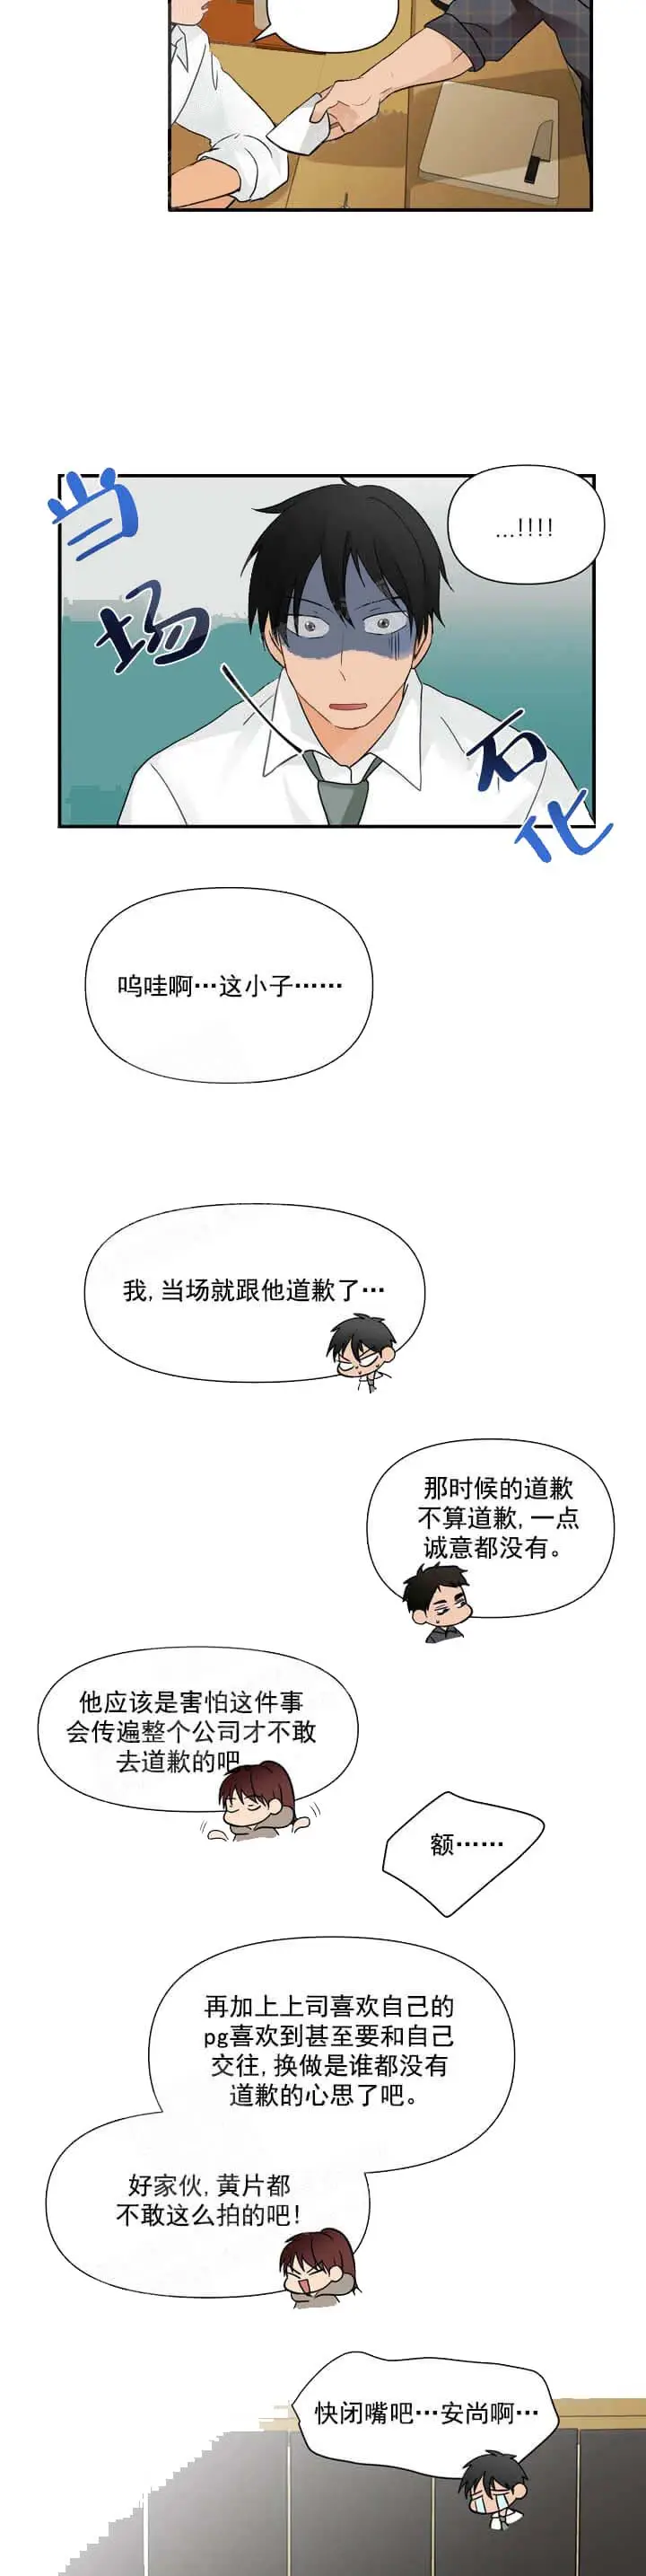 当场石化
...!!!!
呜哇啊…这小子……
我,当场就跟他道歉了…
那时候的道歉
不算道歉,一点
诚意都没有。
他应该是害怕这件事
会传遍整个公司才不敢
去道歉的吧
额……
再加上上司喜欢自己的
pg喜欢到甚至要和自己
交往,换做是谁都没有
道歉的心思了吧。
好家伙,黄片都
不敢这么拍的吧!
快闭嘴吧…安尚啊…